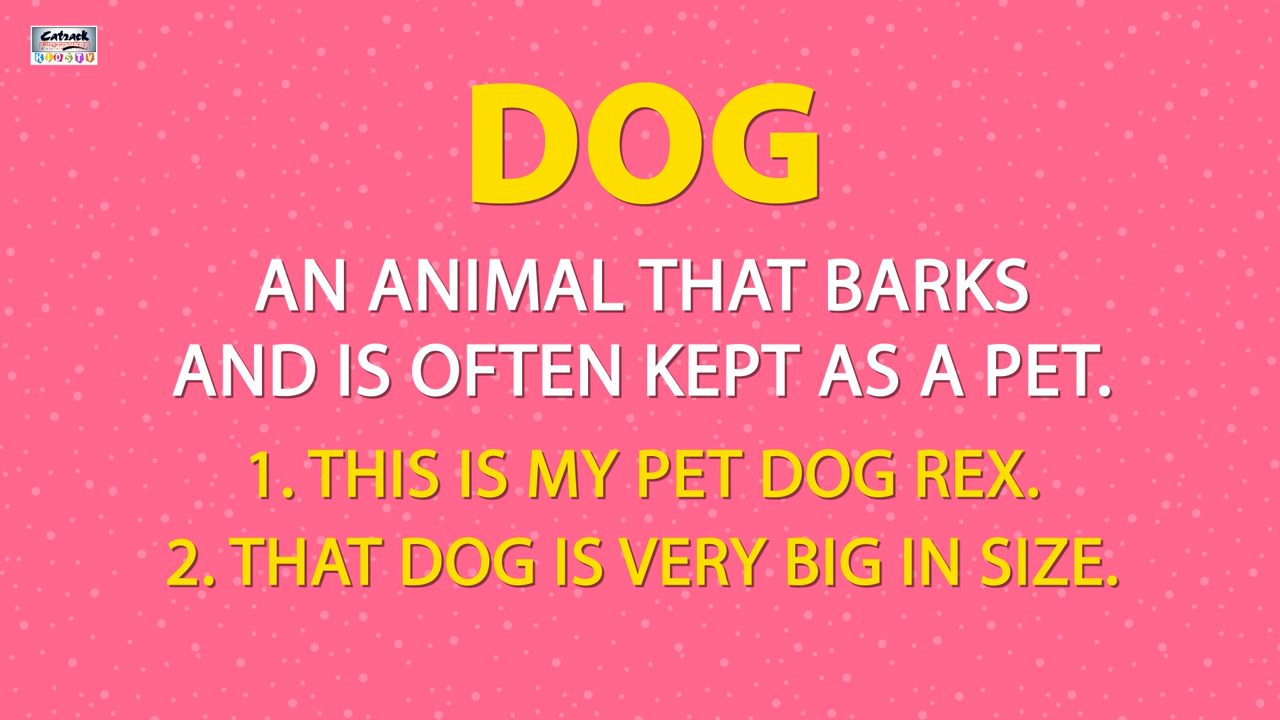 Catrack
KIDS TV
DOG
AN ANIMAL THAT BARKS
AND IS OFTEN KEPT AS A PET.
1. THIS IS MY PET DOG REX.
2. THAT DOG IS VERY BIG IN SIZE.